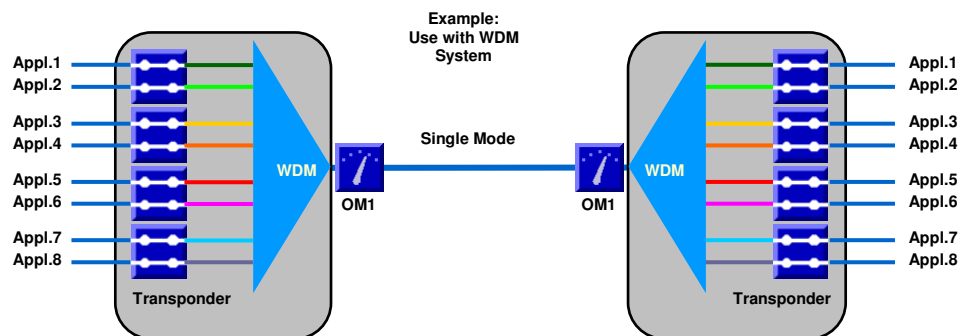 Example:
Use with WDM
System
Appl.1
Appl.2
Appl.3
Appl.4
Appl.5
Appl.6
Appl.7
Appl.8
Transponder
WDM
OM1
Single Mode
OM1
WDM
Transponder
Appl.1
Appl.2
Appl.3
Appl.4
Appl.5
Appl.6
Appl.7
Appl.8